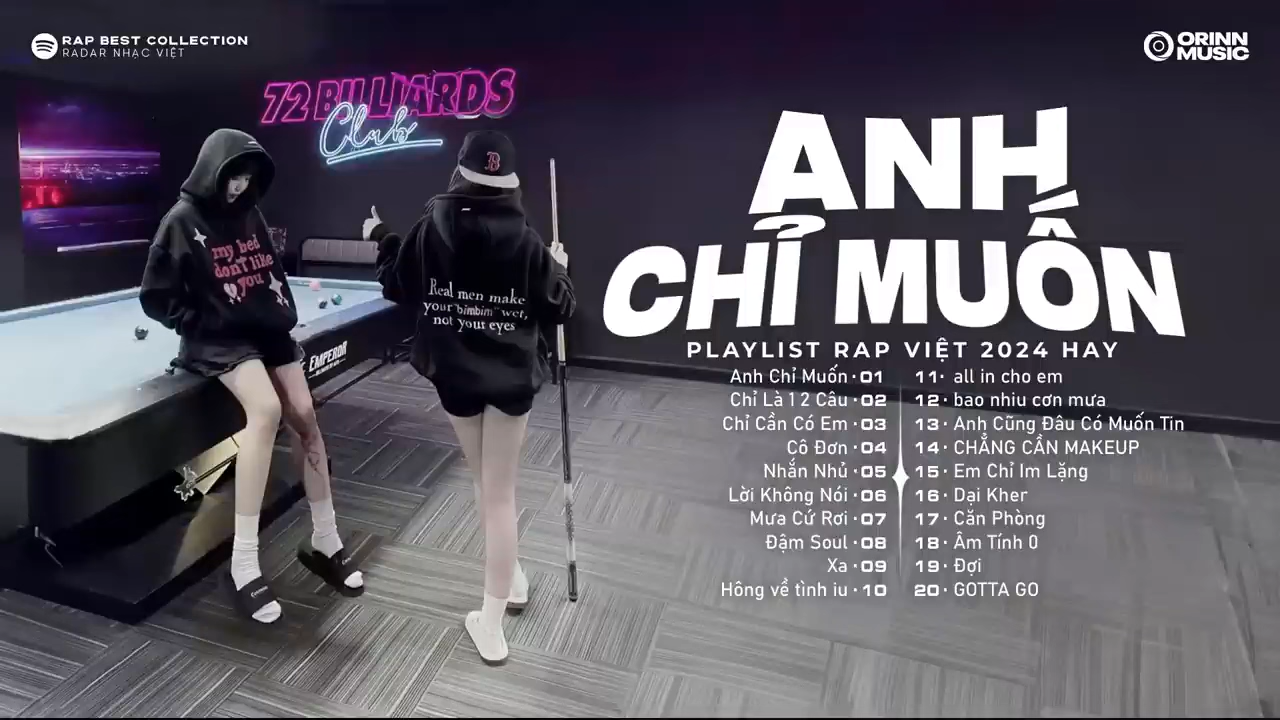 RAP BEST COLLECTION
RADAR NHẠC VIỆT
ORINN
MUSIC
72 BILLIARDS
Club
B
my bed
don't like
you
Real men make
your "bimbim" wet,
not your eyes
EMPEROR
ANH
CHỈ MUỐN
PLAYLIST RAP VIỆT 2024 HAY
Anh Chỉ Muốn · 01
Chỉ Là 1 2 Câu · 02
Chỉ Cần Có Em · 03
Cô Đơn · 04
Nhắn Nhủ · 05
Lời Không Nói · 06
Mưa Cứ Rơi · 07
Đậm Soul · 08
Xa · 09
Hông về tình iu · 10
11 · all in cho em
12 · bao nhiu cơn mưa
13 · Anh Cũng Đâu Có Muốn Tin
14 · CHẲNG CẦN MAKEUP
15 · Em Chỉ Im Lặng
16 · Dại Kher
17 · Căn Phòng
18 · Âm Tính 0
19 · Đợi
20 · GOTTA GO